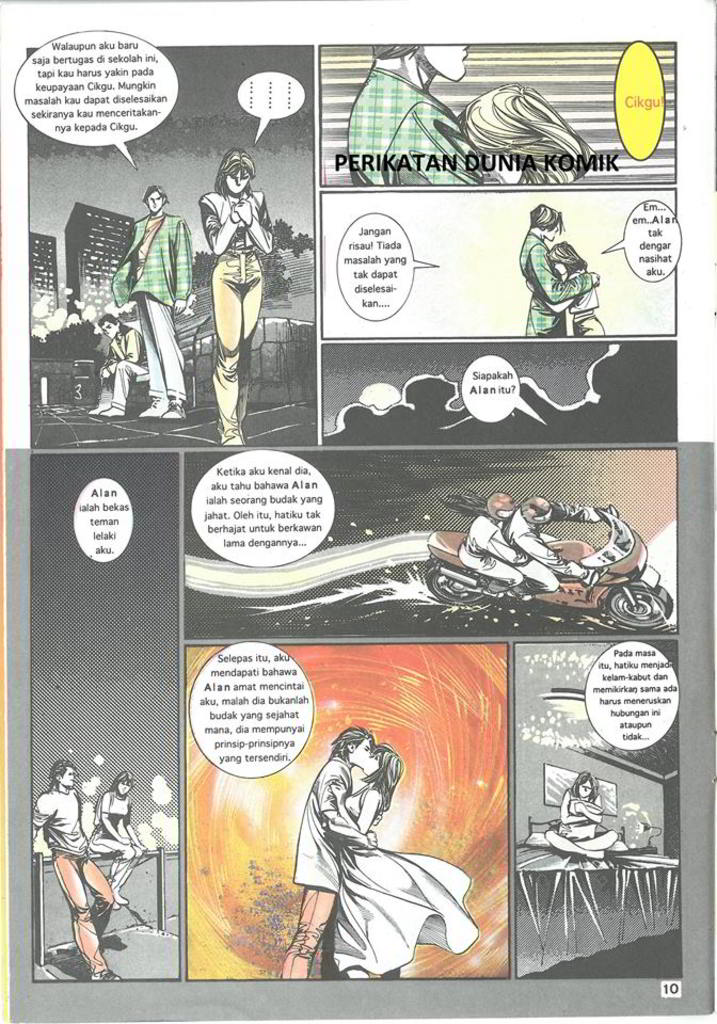 Walaupun aku baru
saja bertugas di sekolah ini,
tapi kau harus yakin pada
keupayaan Cikgu. Mungkin
masalah kau dapat diselesaikan
sekiranya kau menceritakan-
nya kepada Cikgu.
Cikgu!
PERIKATAN DUNIA KOMIK
Jangan
risau! Tiada
masalah yang
tak dapat
diselesai-
kan....
Em...
em..Alan
tak
dengar
nasihat
aku.
Siapakah
Alan itu?
Alan
ialah bekas
teman
lelaki
aku.
Ketika aku kenal dia,
aku tahu bahawa Alan
ialah seorang budak yang
jahat. Oleh itu, hatiku tak
berhajat untuk berkawan
lama dengannya...
Selepas itu, aku
mendapati bahawa
Alan amat mencintai
aku, malah dia bukanlah
budak yang sejahat
mana, dia mempunyai
prinsip-prinsipnya
yang tersendiri.
Pada masa
itu, hatiku menjadi
kelam-kabut dan
memikirkan sama ada
harus meneruskan
hubungan ini
ataupun
tidak...
10